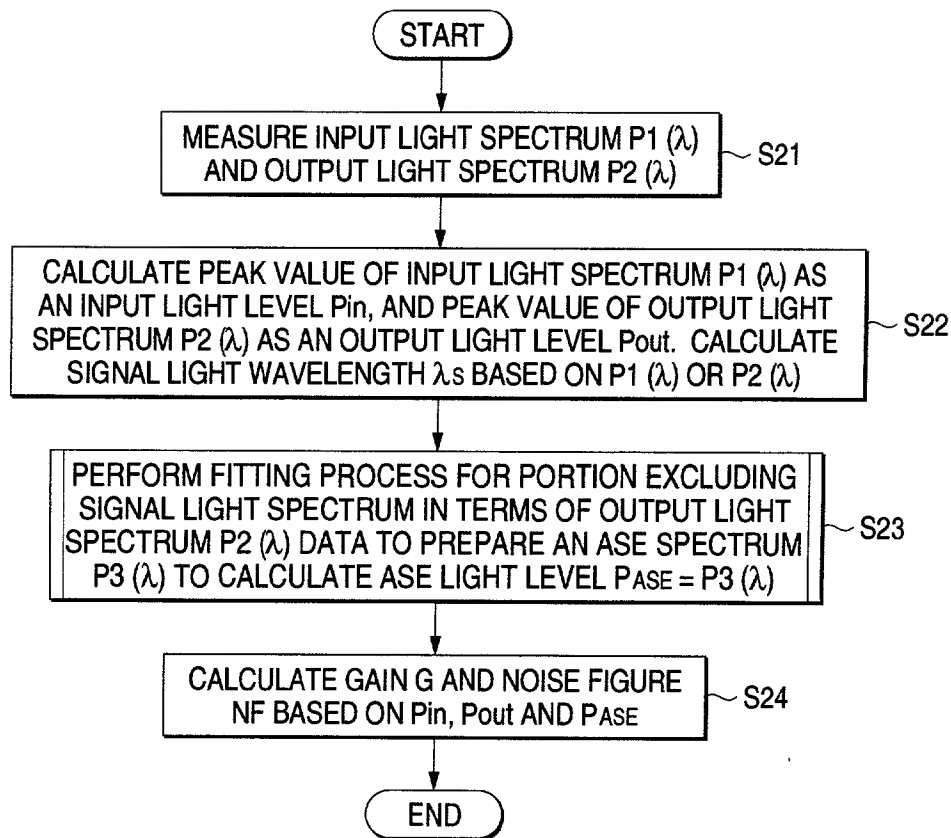 START
MEASURE INPUT LIGHT SPECTRUM P1 (λ)
AND OUTPUT LIGHT SPECTRUM P2 (λ)
S21
CALCULATE PEAK VALUE OF INPUT LIGHT SPECTRUM P1 (λ) AS
AN INPUT LIGHT LEVEL Pin, AND PEAK VALUE OF OUTPUT LIGHT
SPECTRUM P2 (λ) AS AN OUTPUT LIGHT LEVEL Pout. CALCULATE
SIGNAL LIGHT WAVELENGTH λS BASED ON P1 (λ) OR P2 (λ)
S22
PERFORM FITTING PROCESS FOR PORTION EXCLUDING
SIGNAL LIGHT SPECTRUM IN TERMS OF OUTPUT LIGHT
SPECTRUM P2 (λ) DATA TO PREPARE AN ASE SPECTRUM
P3 (λ) TO CALCULATE ASE LIGHT LEVEL PASE = P3 (λ)
S23
CALCULATE GAIN G AND NOISE FIGURE
NF BASED ON Pin, Pout AND PASE
S24
END